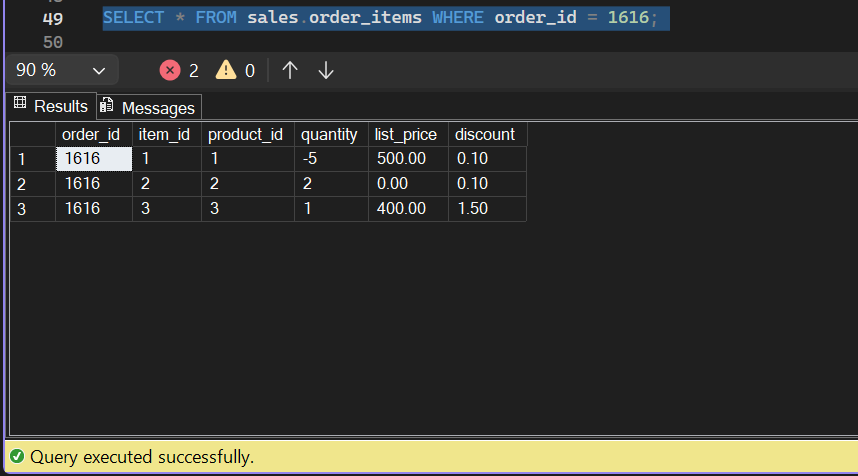 49 SELECT * FROM sales.order_items WHERE order_id = 1616;
50
90 % 2 0
Results Messages
order_id item_id product_id quantity list_price discount
1 1616 1 1 -5 500.00 0.10
2 1616 2 2 2 0.00 0.10
3 1616 3 3 1 400.00 1.50
Query executed successfully.